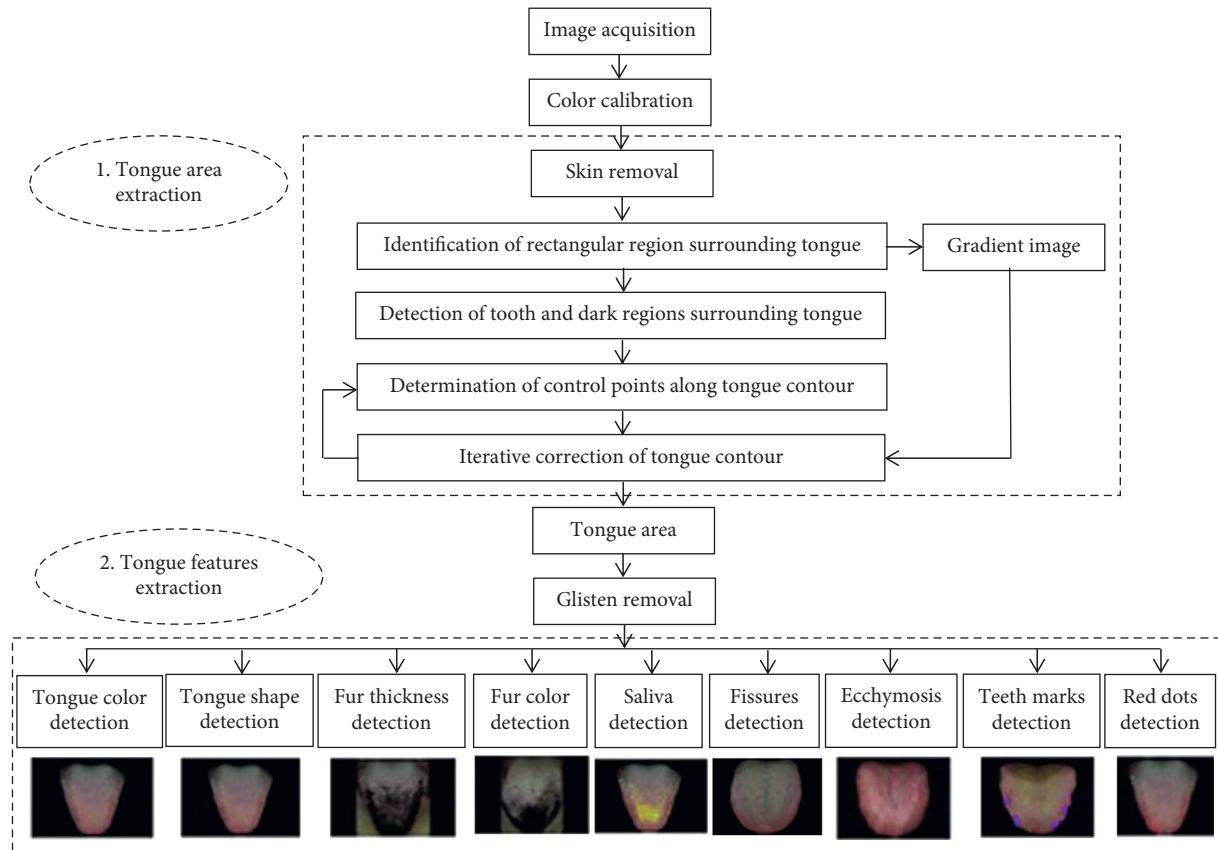 Image acquisition
Color calibration
1. Tongue area
extraction
Skin removal
Identification of rectangular region surrounding tongue
Gradient image
Detection of tooth and dark regions surrounding tongue
Determination of control points along tongue contour
Iterative correction of tongue contour
Tongue area
2. Tongue features
extraction
Glisten removal
Tongue color
detection
Tongue shape
detection
Fur thickness
detection
Fur color
detection
Saliva
detection
Fissures
detection
Ecchymosis
detection
Teeth marks
detection
Red dots
detection